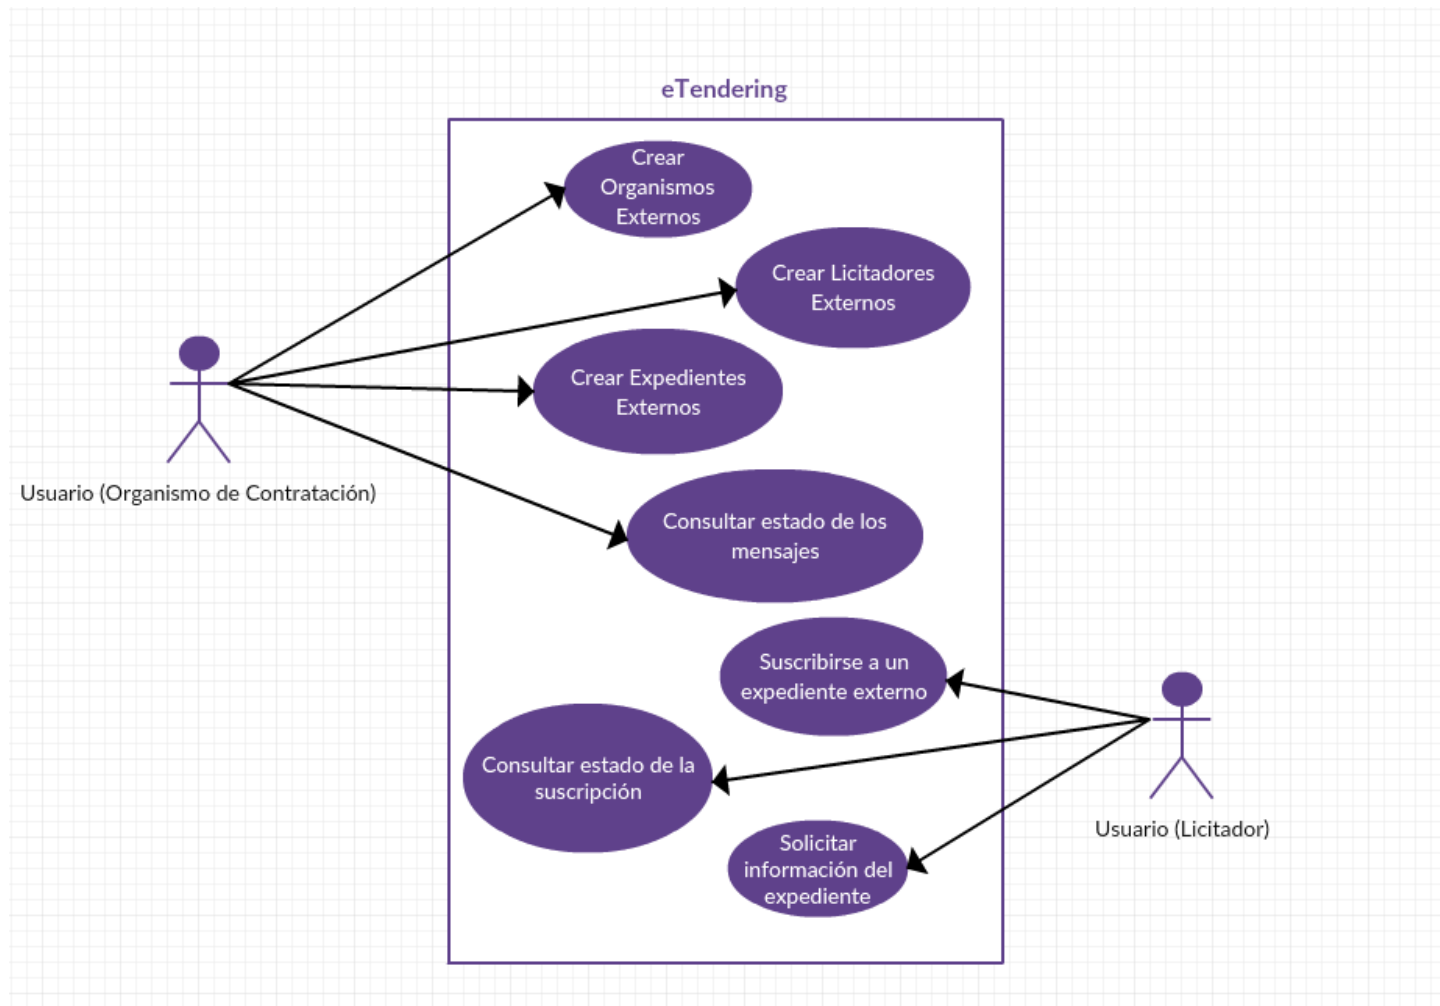 eTendering
Crear
Organismos
Externos
Crear Licitadores
Externos
Crear Expedientes
Externos
Usuario (Organismo de Contratación)
Consultar estado de los
mensajes
Suscribirse a un
expediente externo
Consultar estado de la
suscripción
Usuario (Licitador)
Solicitar
información del
expediente